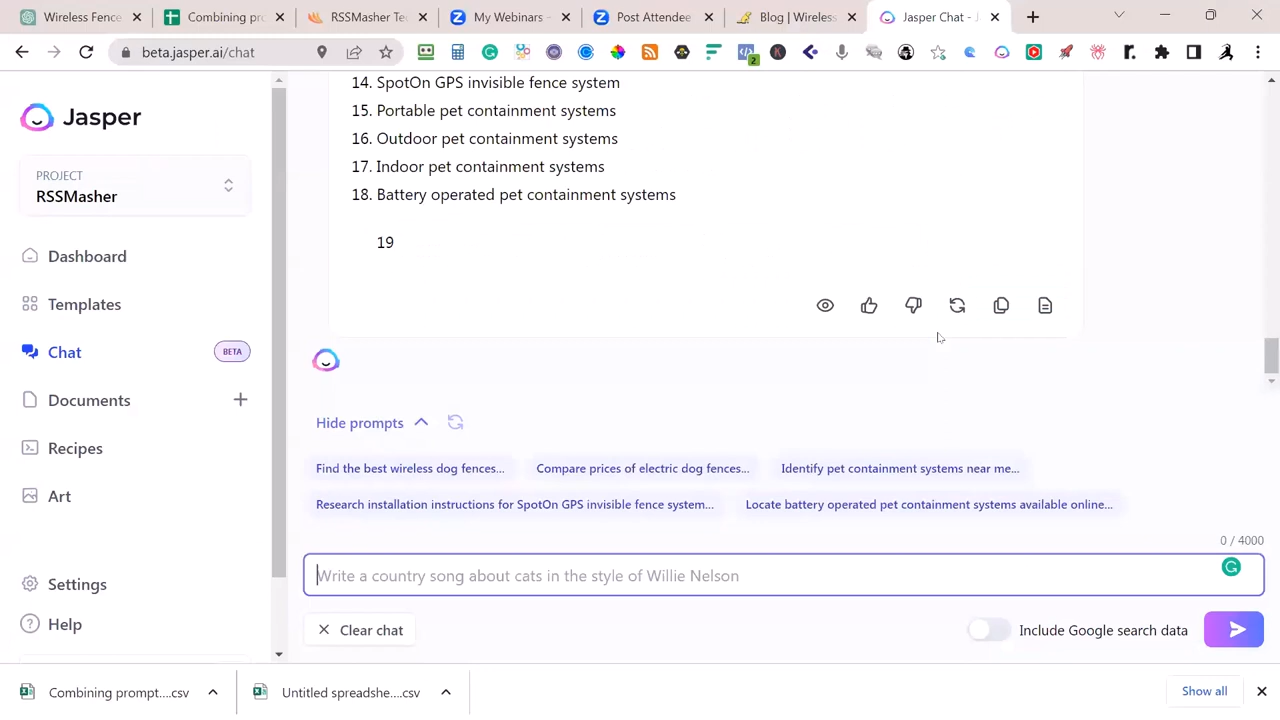 Wireless Fence
Combining pro
RSSMasher Tec
My Webinars -
Post Attendee
Blog | Wireless
Jasper Chat -
beta.jasper.ai/chat
2
Jasper
PROJECT
RSSMasher
Dashboard
Templates
Chat
BETA
Documents
Recipes
Art
Settings
Help
14. SpotOn GPS invisible fence system
15. Portable pet containment systems
16. Outdoor pet containment systems
17. Indoor pet containment systems
18. Battery operated pet containment systems
19
Hide prompts
Find the best wireless dog fences...
Compare prices of electric dog fences...
Identify pet containment systems near me...
Research installation instructions for SpotOn GPS invisible fence system...
Locate battery operated pet containment systems available online...
0 / 4000
Write a country song about cats in the style of Willie Nelson
Clear chat
Include Google search data
Combining prompt....csv
Untitled spreadshe....csv
Show all